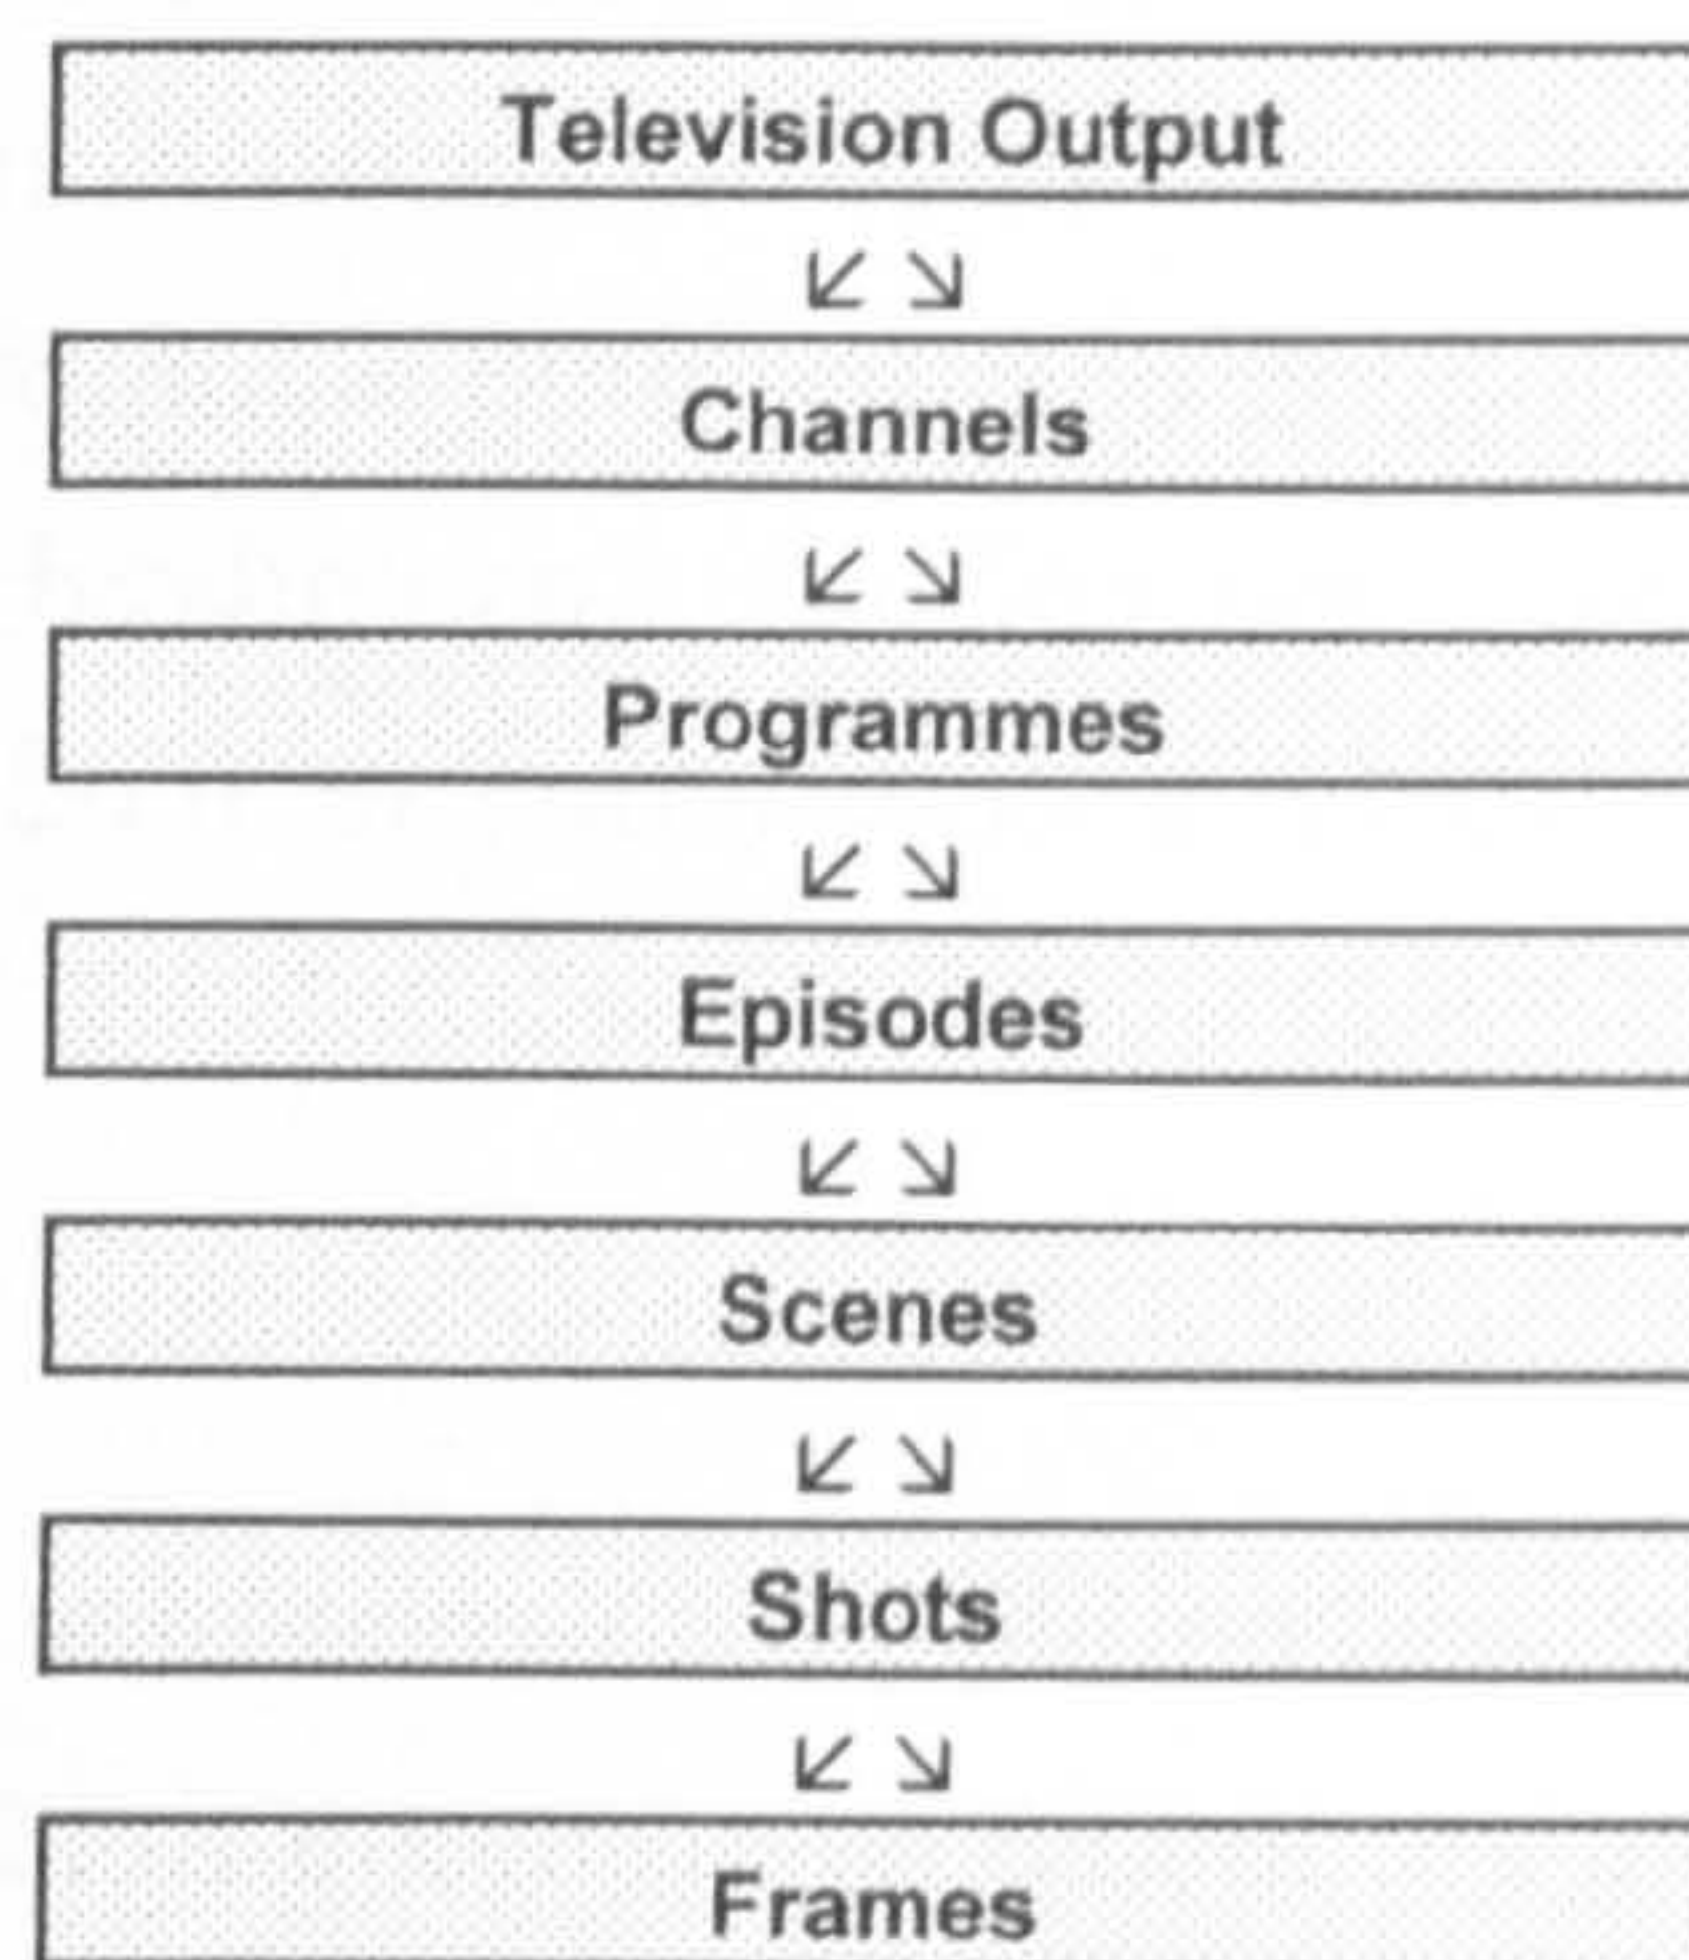 Television Output
Channels
Programmes
Episodes
Scenes
Shots
Frames